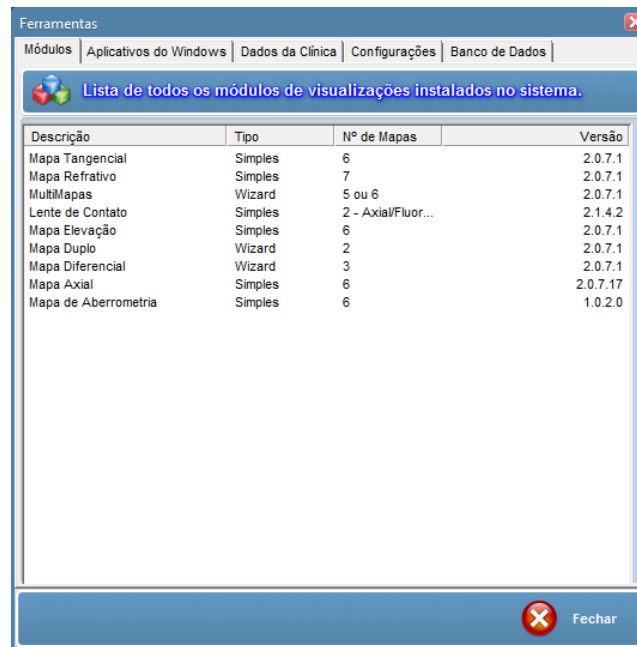 Ferramentas
Módulos Aplicativos do Windows Dados da Clínica Configurações Banco de Dados
Lista de todos os módulos de visualizações instalados no sistema.
Descrição Tipo Nº de Mapas Versão
Mapa Tangencial Simples 6 2.0.7.1
Mapa Refrativo Simples 7 2.0.7.1
MultiMapas Wizard 5 ou 6 2.0.7.1
Lente de Contato Simples 2 - Axial/Fluor... 2.1.4.2
Mapa Elevação Simples 6 2.0.7.1
Mapa Duplo Wizard 2 2.0.7.1
Mapa Diferencial Wizard 3 2.0.7.1
Mapa Axial Simples 6 2.0.7.17
Mapa de Aberrometria Simples 6 1.0.2.0
Fechar